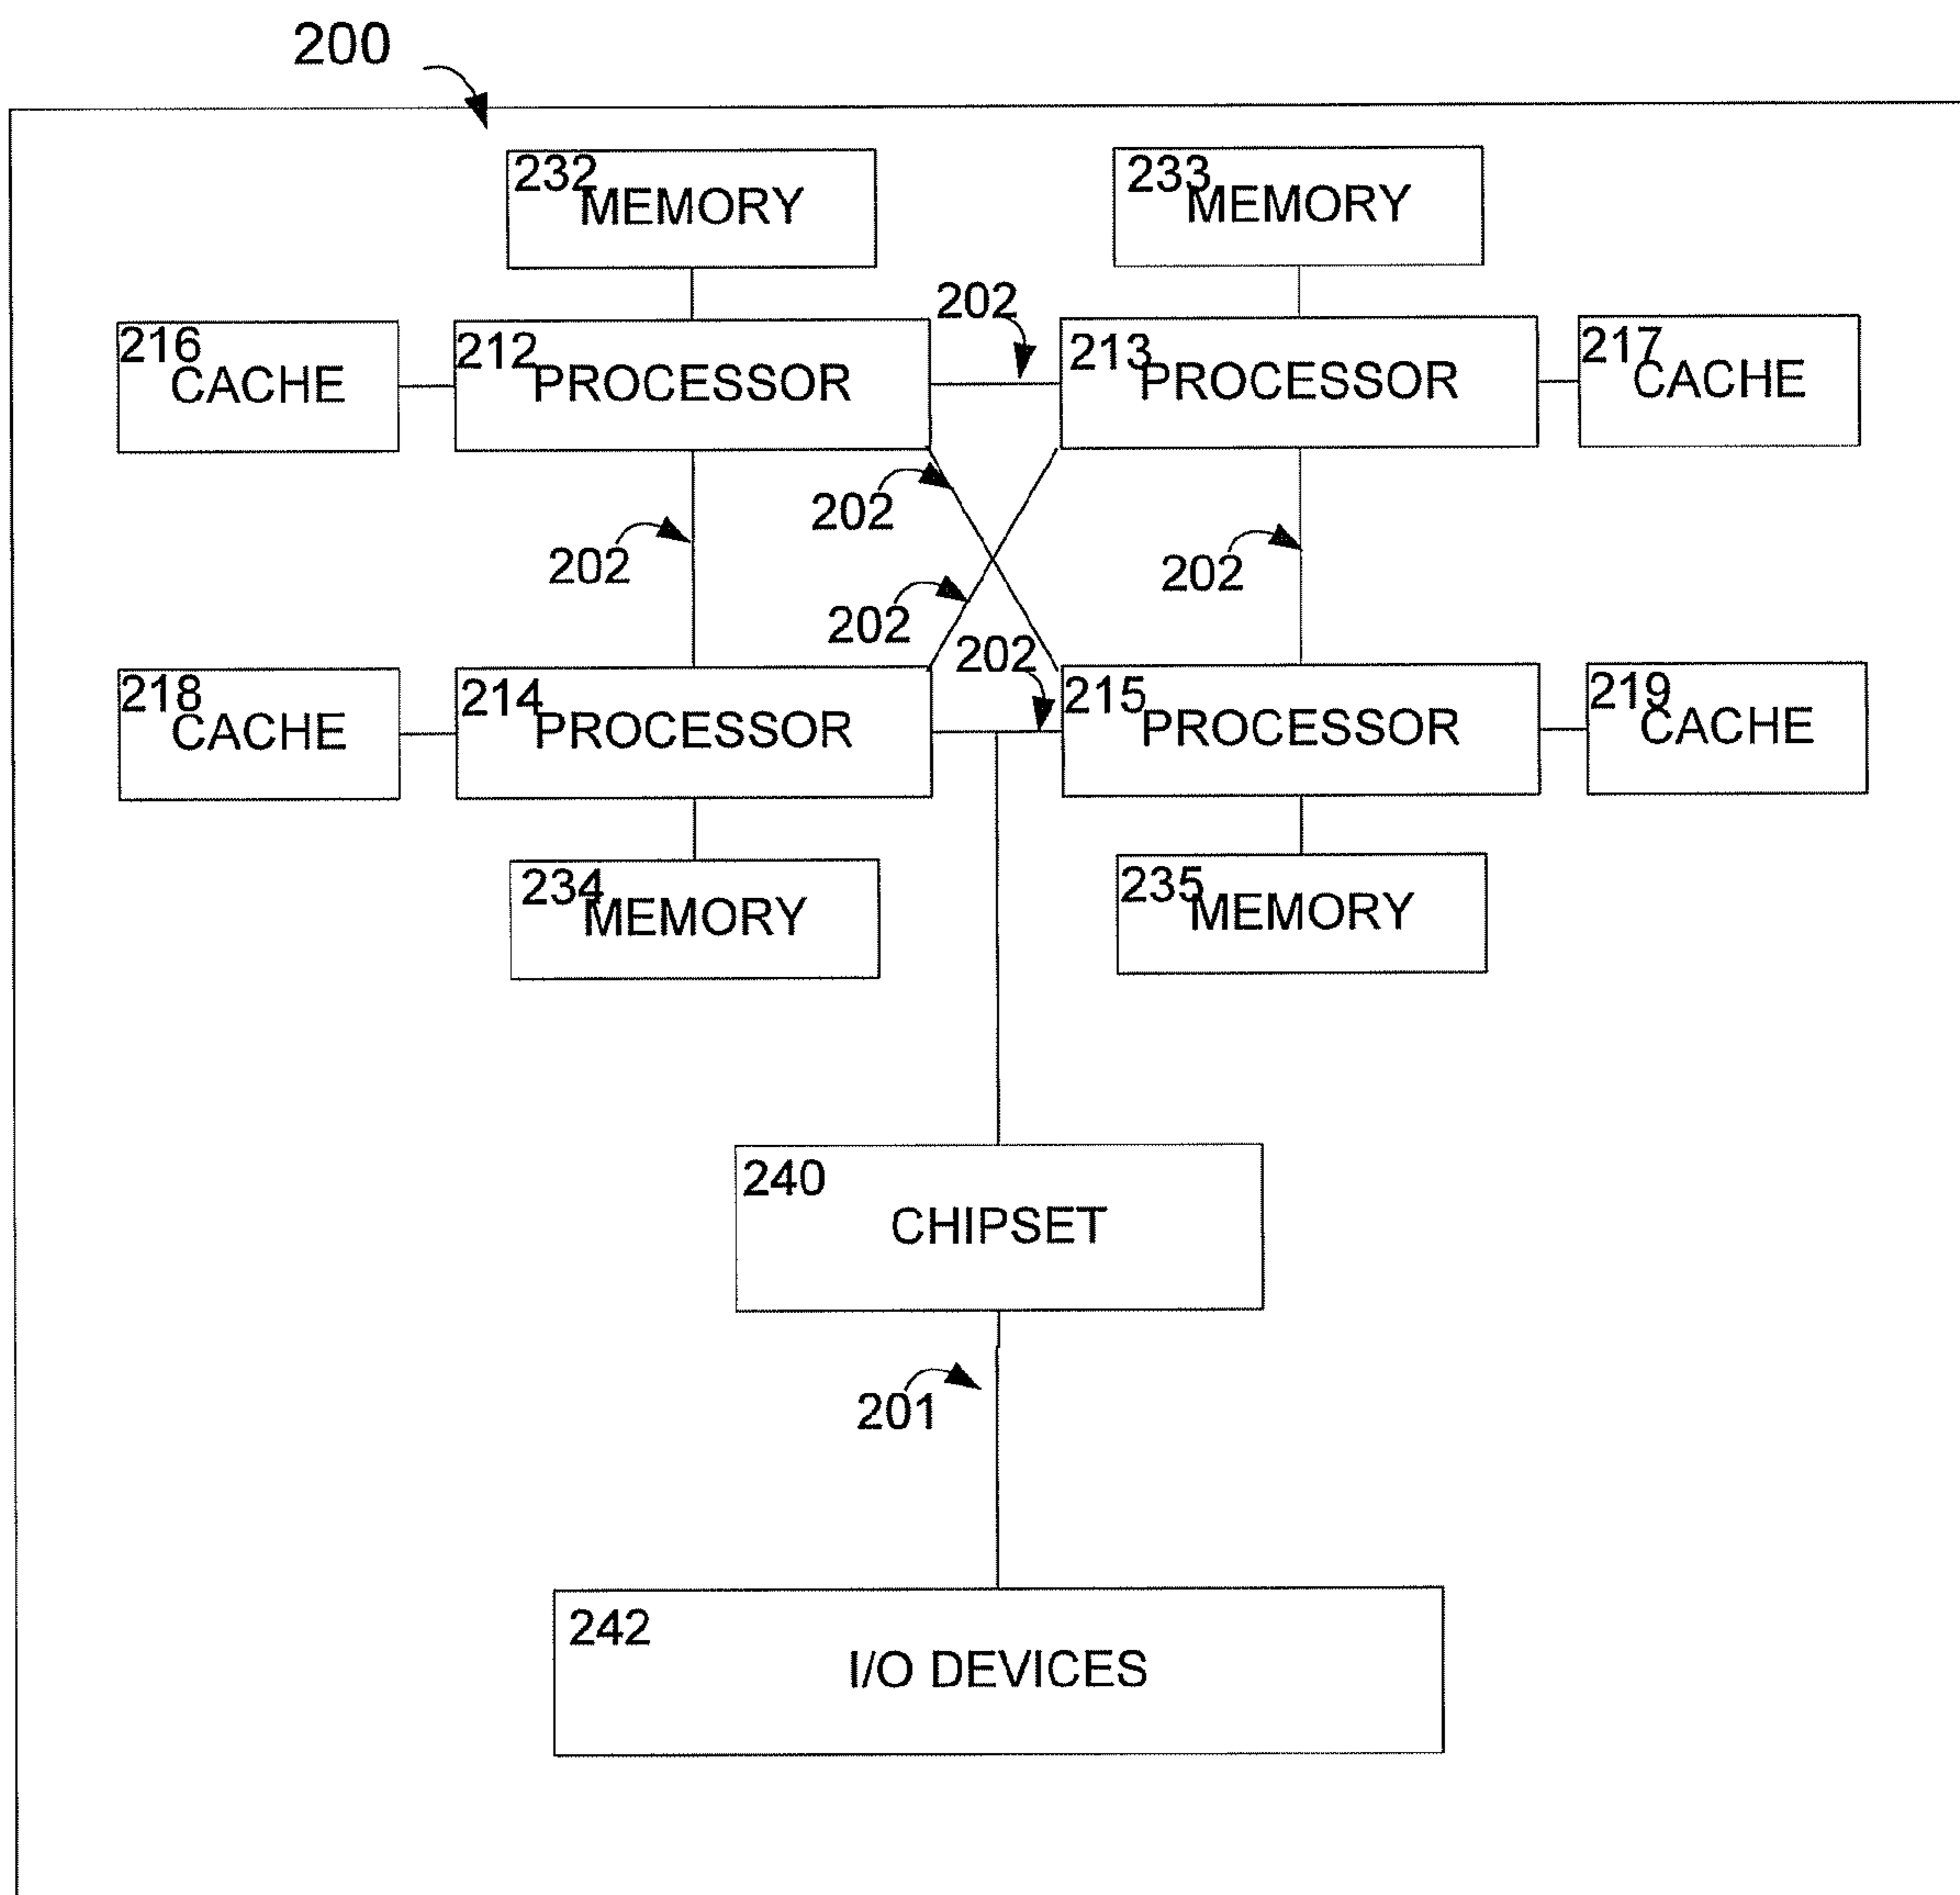 200
232
MEMORY
233
MEMORY
202
216
CACHE
212
PROCESSOR
213
PROCESSOR
217
CACHE
202
202
202
202
202
218
CACHE
214
PROCESSOR
215
PROCESSOR
219
CACHE
234
MEMORY
235
MEMORY
240
CHIPSET
201
242
I/O DEVICES